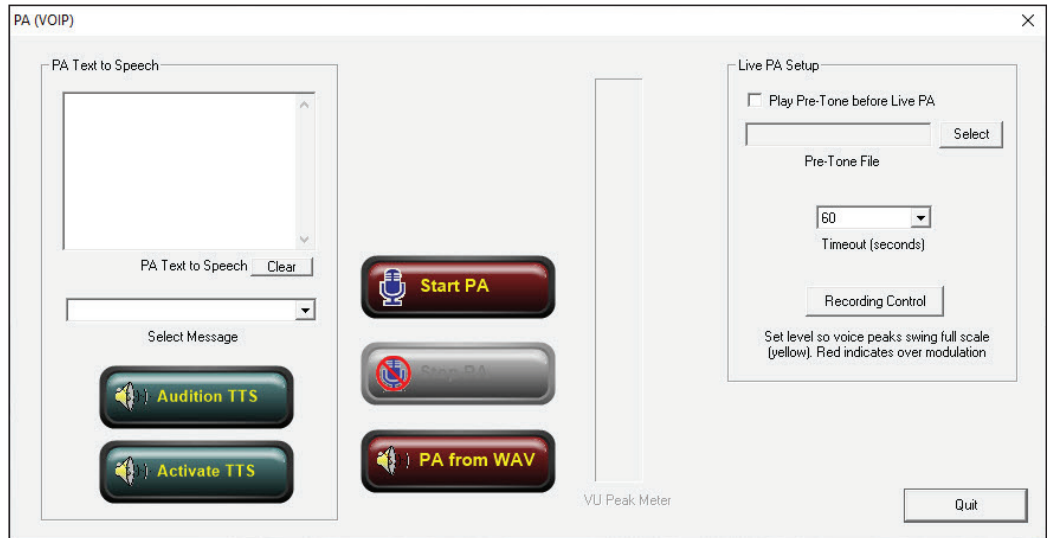 PA (VOIP)
PA Text to Speech
PA Text to Speech
Clear
Select Message
Audition TTS
Activate TTS
Start PA
Stop PA
PA from WAV
VU Peak Meter
Live PA Setup
Play Pre-Tone before Live PA
Select
Pre-Tone File
60
Timeout (seconds)
Recording Control
Set level so voice peaks swing full scale
(yellow). Red indicates over modulation
Quit